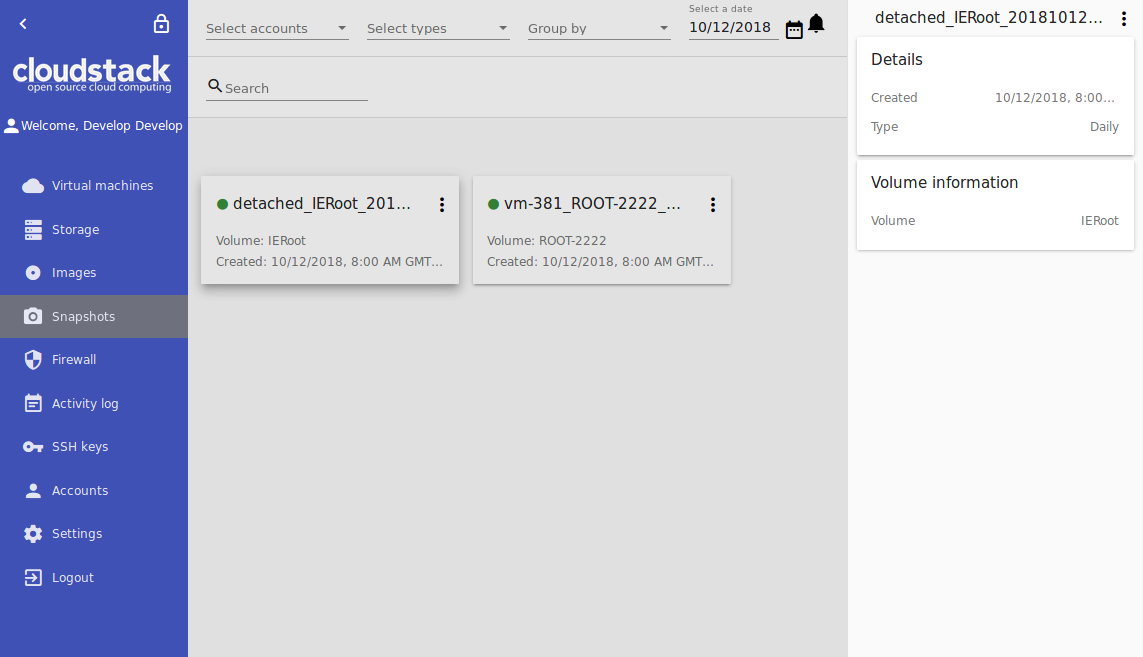 cloudstack
open source cloud computing
Welcome, Develop Develop
Virtual machines
Storage
Images
Snapshots
Firewall
Activity log
SSH keys
Accounts
Settings
Logout
Select accounts
Select types
Group by
Select a date
10/12/2018
Search
detached_IERoot_201...
Volume: IERoot
Created: 10/12/2018, 8:00 AM GMT...
vm-381_ROOT-2222_...
Volume: ROOT-2222
Created: 10/12/2018, 8:00 AM GMT...
detached_IERoot_20181012...
Details
Created 10/12/2018, 8:00...
Type Daily
Volume information
Volume IERoot